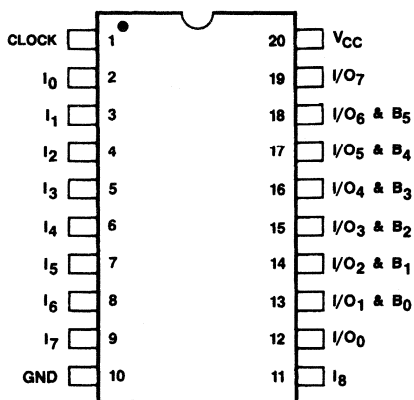 CLOCK 1 20 VCC
I0 2 19 I/O7
I1 3 18 I/O6 & B5
I2 4 17 I/O5 & B4
I3 5 16 I/O4 & B3
I4 6 15 I/O3 & B2
I5 7 14 I/O2 & B1
I6 8 13 I/O1 & B0
I7 9 12 I/O0
GND 10 11 I8